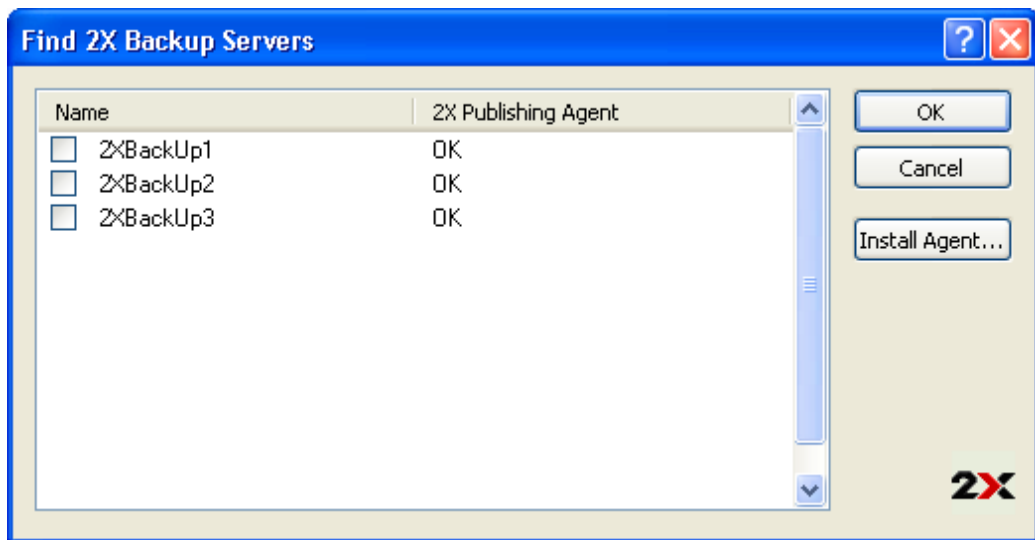 Find 2X Backup Servers
Name 2X Publishing Agent
2XBackUp1 OK
2XBackUp2 OK
2XBackUp3 OK
OK
Cancel
Install Agent...
2X